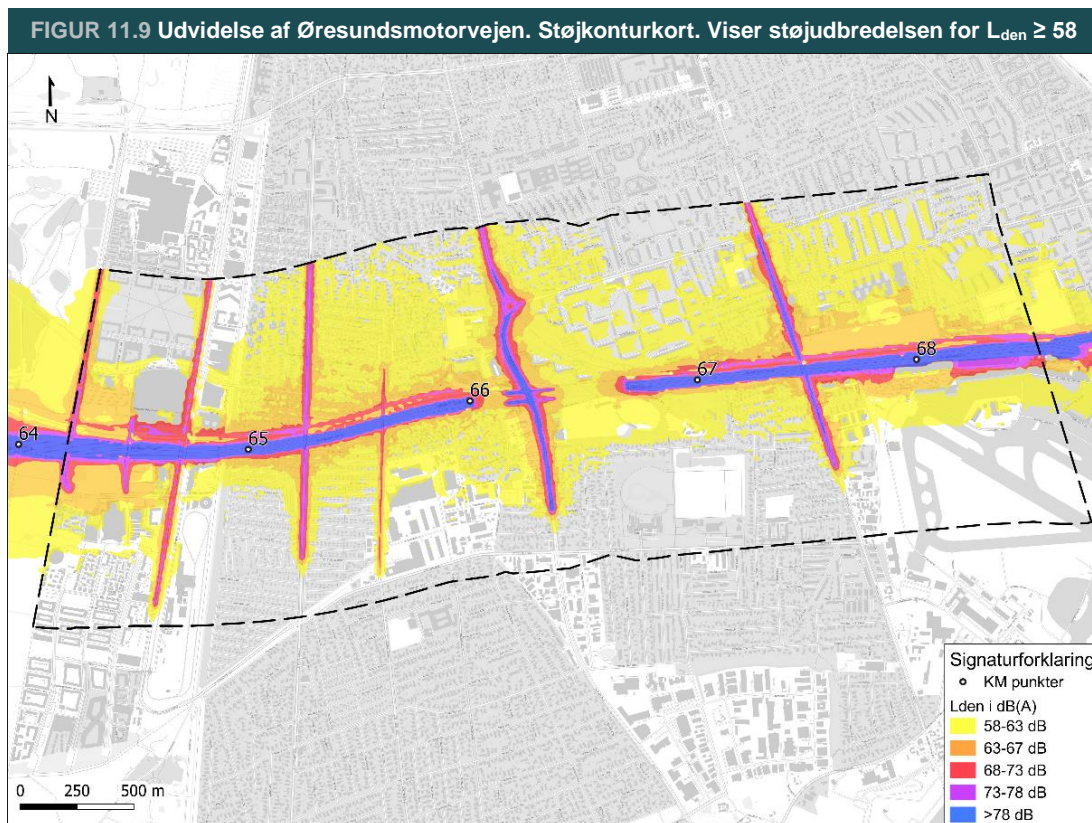 FIGUR 11.9 Udvidelse af Øresundsmotorvejen. Støjkonturkort. Viser støjudbredelsen for Lden ≥ 58
N
64
65
66
67
68
Signaturforklaring
KM punkter
Lden i dB(A)
58-63 dB
63-67 dB
68-73 dB
73-78 dB
>78 dB
0 250 500 m